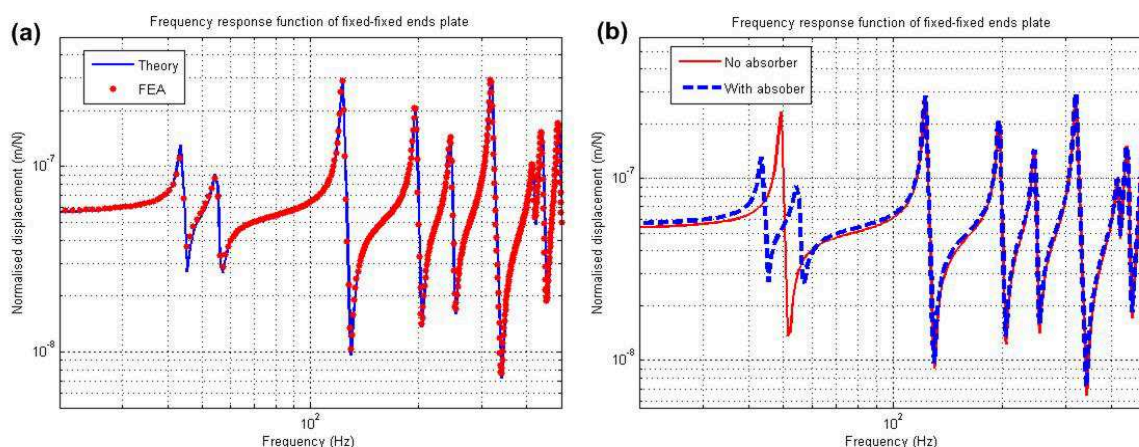 (a)
Frequency response function of fixed-fixed ends plate
Theory
FEA
Normalised displacement (m/N)
10^-7
10^-8
10^2
Frequency (Hz)
(b)
Frequency response function of fixed-fixed ends plate
No absorber
With absober
Normalised displacement (m/N)
10^-7
10^-8
10^2
Frequency (Hz)